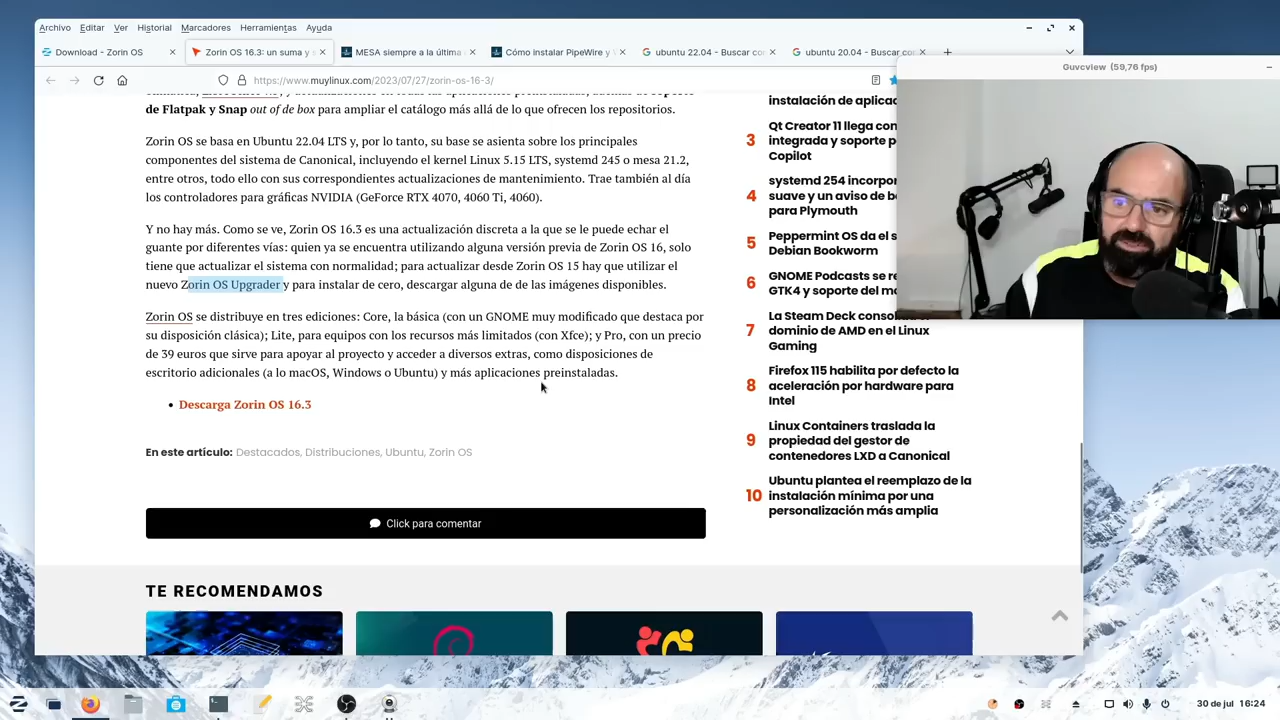 Archivo Editar Ver Historial Marcadores Herramientas Ayuda
Download - Zorin OS
Zorin OS 16.3: un suma y s
MESA siempre a la última
Cómo instalar PipeWire y
ubuntu 22.04 - Buscar co
ubuntu 20.04 - Buscar co
https://www.muylinux.com/2023/07/27/zorin-os-16-3/
Guvcview (59,76 fps)
de Flatpak y Snap out of de box para ampliar el catálogo más allá de lo que ofrecen los repositorios.
Zorin OS se basa en Ubuntu 22.04 LTS y, por lo tanto, su base se asienta sobre los principales
componentes del sistema de Canonical, incluyendo el kernel Linux 5.15 LTS, systemd 245 o mesa 21.2,
entre otros, todo ello con sus correspondientes actualizaciones de mantenimiento. Trae también al día
los controladores para gráficas NVIDIA (GeForce RTX 4070, 4060 Ti, 4060).
Y no hay más. Como se ve, Zorin OS 16.3 es una actualización discreta a la que se le puede echar el
guante por diferentes vías: quien ya se encuentra utilizando alguna versión previa de Zorin OS 16, solo
tiene que actualizar el sistema con normalidad; para actualizar desde Zorin OS 15 hay que utilizar el
nuevo Zorin OS Upgrader y para instalar de cero, descargar alguna de de las imágenes disponibles.
Zorin OS se distribuye en tres ediciones: Core, la básica (con un GNOME muy modificado que destaca por
su disposición clásica); Lite, para equipos con los recursos más limitados (con Xfce); y Pro, con un precio
de 39 euros que sirve para apoyar al proyecto y acceder a diversos extras, como disposiciones de
escritorio adicionales (a lo macOS, Windows o Ubuntu) y más aplicaciones preinstaladas.
• Descarga Zorin OS 16.3
En este artículo: Destacados, Distribuciones, Ubuntu, Zorin OS
Click para comentar
TE RECOMENDAMOS
instalación de aplicac
3 Qt Creator 11 llega con
integrada y soporte p
Copilot
4 systemd 254 incorpor
suave y un aviso de b
para Plymouth
5 Peppermint OS da el s
Debian Bookworm
6 GNOME Podcasts se re
GTK4 y soporte del mo
7 La Steam Deck consolida el
dominio de AMD en el Linux
Gaming
8 Firefox 115 habilita por defecto la
aceleración por hardware para
Intel
9 Linux Containers traslada la
propiedad del gestor de
contenedores LXD a Canonical
10 Ubuntu plantea el reemplazo de la
instalación mínima por una
personalización más amplia
30 de jul 16:24